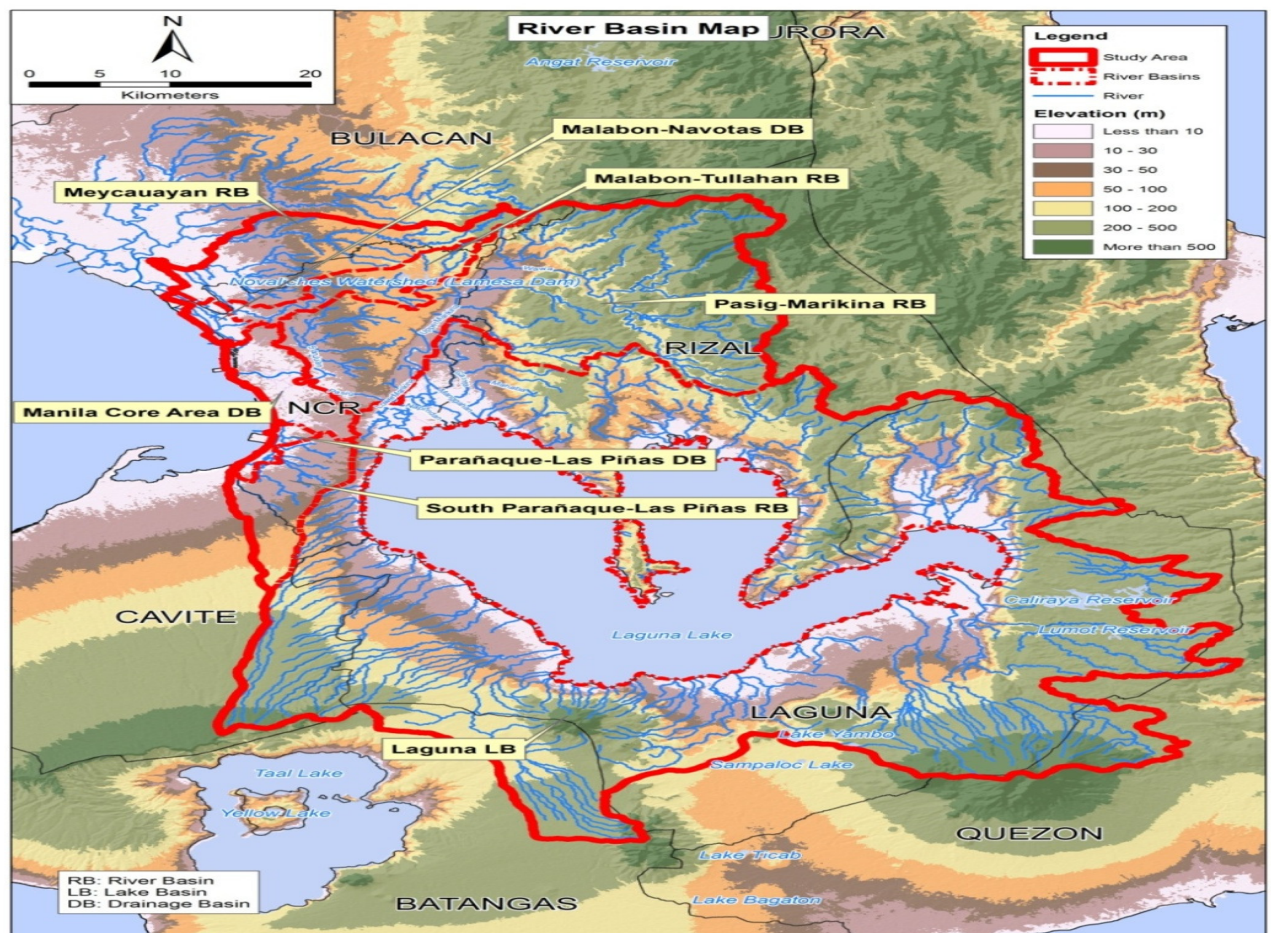 N
River Basin Map
URORA
Angat Reservoir
0 5 10 20
Kilometers
Legend
Study Area
River Basins
River
Elevation (m)
Less than 10
10 - 30
30 - 50
50 - 100
100 - 200
200 - 500
More than 500
BULACAN
Malabon-Navotas DB
Malabon-Tullahan RB
Meycauayan RB
Novaliches Watershed (Lamesa Dam)
Pasig-Marikina RB
RIZAL
Manila Core Area DB
NCR
Parañaque-Las Piñas DB
South Parañaque-Las Piñas RB
CAVITE
Laguna Lake
Caliraya Reservoir
Lumot Reservoir
LAGUNA
Lake Yambo
Laguna LB
Sampaloc Lake
Taal Lake
Yellow Lake
QUEZON
Lake Ticab
Lake Bagaton
BATANGAS
RB: River Basin
LB: Lake Basin
DB: Drainage Basin